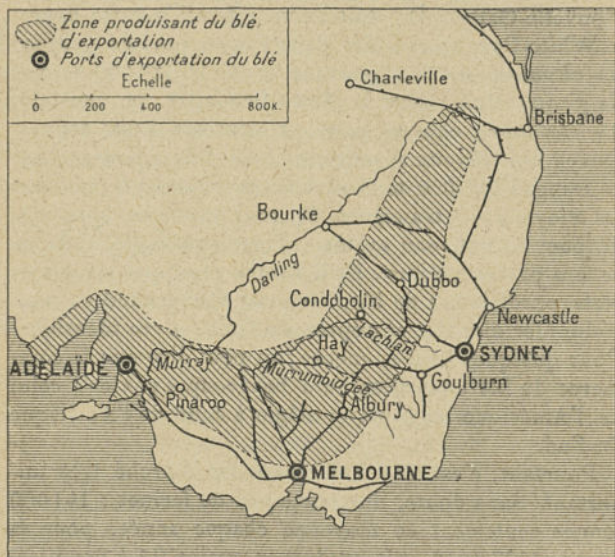 Zone produisant du blé
d'exportation
Ports d'exportation du blé
Echelle
0 200 400 800K.
Charleville
Brisbane
Bourke
Darling
Dubbo
Condobolin
Newcastle
Lachlan
Hay
SYDNEY
ADELAÏDE
Murray
Murrumbidgee
Goulburn
Pinaroo
Albury
MELBOURNE